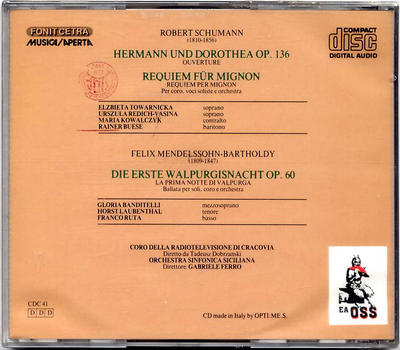 FONIT CETRA
MUSICA/APERTA
COMPACT
disc
DIGITAL AUDIO
ROBERT SCHUMANN
(1810-1856)
HERMANN UND DOROTHEA OP. 136
OUVERTURE
REQUIEM FÜR MIGNON
REQUIEM PER MIGNON
Per coro, voci soliste e orchestra
ELZBIETA TOWARNICKA soprano
URSZULA REDICH-VASINA soprano
MARIA KOWALCZYK contralto
RAINER BUESE baritono
FELIX MENDELSSOHN-BARTHOLDY
(1809-1847)
DIE ERSTE WALPURGISNACHT OP. 60
LA PRIMA NOTTE DI VALPURGA
Ballata per soli, coro e orchestra
GLORIA BANDITELLI mezzosoprano
HORST LAUBENTHAL tenore
FRANCO RUTA basso
CORO DELLA RADIOTELEVISIONE DI CRACOVIA
Diretto da Tadeusz Dobrzanski
ORCHESTRA SINFONICA SICILIANA
Direttore: GABRIELE FERRO
CDC 41
DDD
CD made in Italy by OPTI.ME.S.
EA OSS